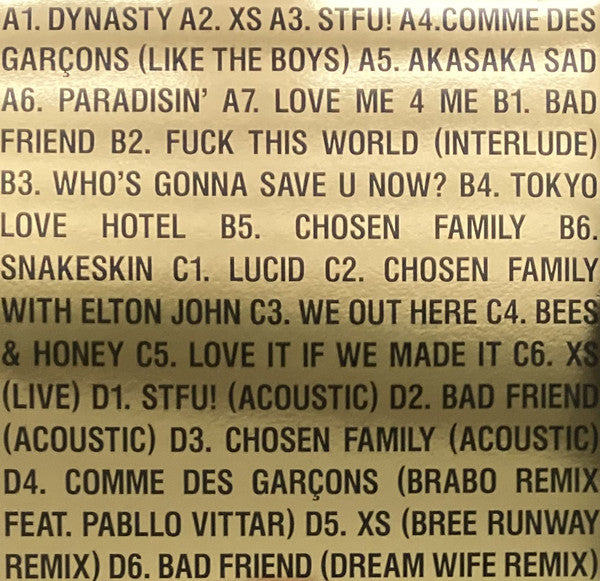 A1. DYNASTY A2. XS A3. STFU! A4.COMME DES
GARÇONS (LIKE THE BOYS) A5. AKASAKA SAD
A6. PARADISIN' A7. LOVE ME 4 ME B1. BAD
FRIEND B2. FUCK THIS WORLD (INTERLUDE)
B3. WHO'S GONNA SAVE U NOW? B4. TOKYO
LOVE HOTEL B5. CHOSEN FAMILY B6.
SNAKESKIN C1. LUCID C2. CHOSEN FAMILY
WITH ELTON JOHN C3. WE OUT HERE C4. BEES
& HONEY C5. LOVE IT IF WE MADE IT C6. XS
(LIVE) D1. STFU! (ACOUSTIC) D2. BAD FRIEND
(ACOUSTIC) D3. CHOSEN FAMILY (ACOUSTIC)
D4. COMME DES GARÇONS (BRABO REMIX
FEAT. PABLLO VITTAR) D5. XS (BREE RUNWAY
REMIX) D6. BAD FRIEND (DREAM WIFE REMIX)